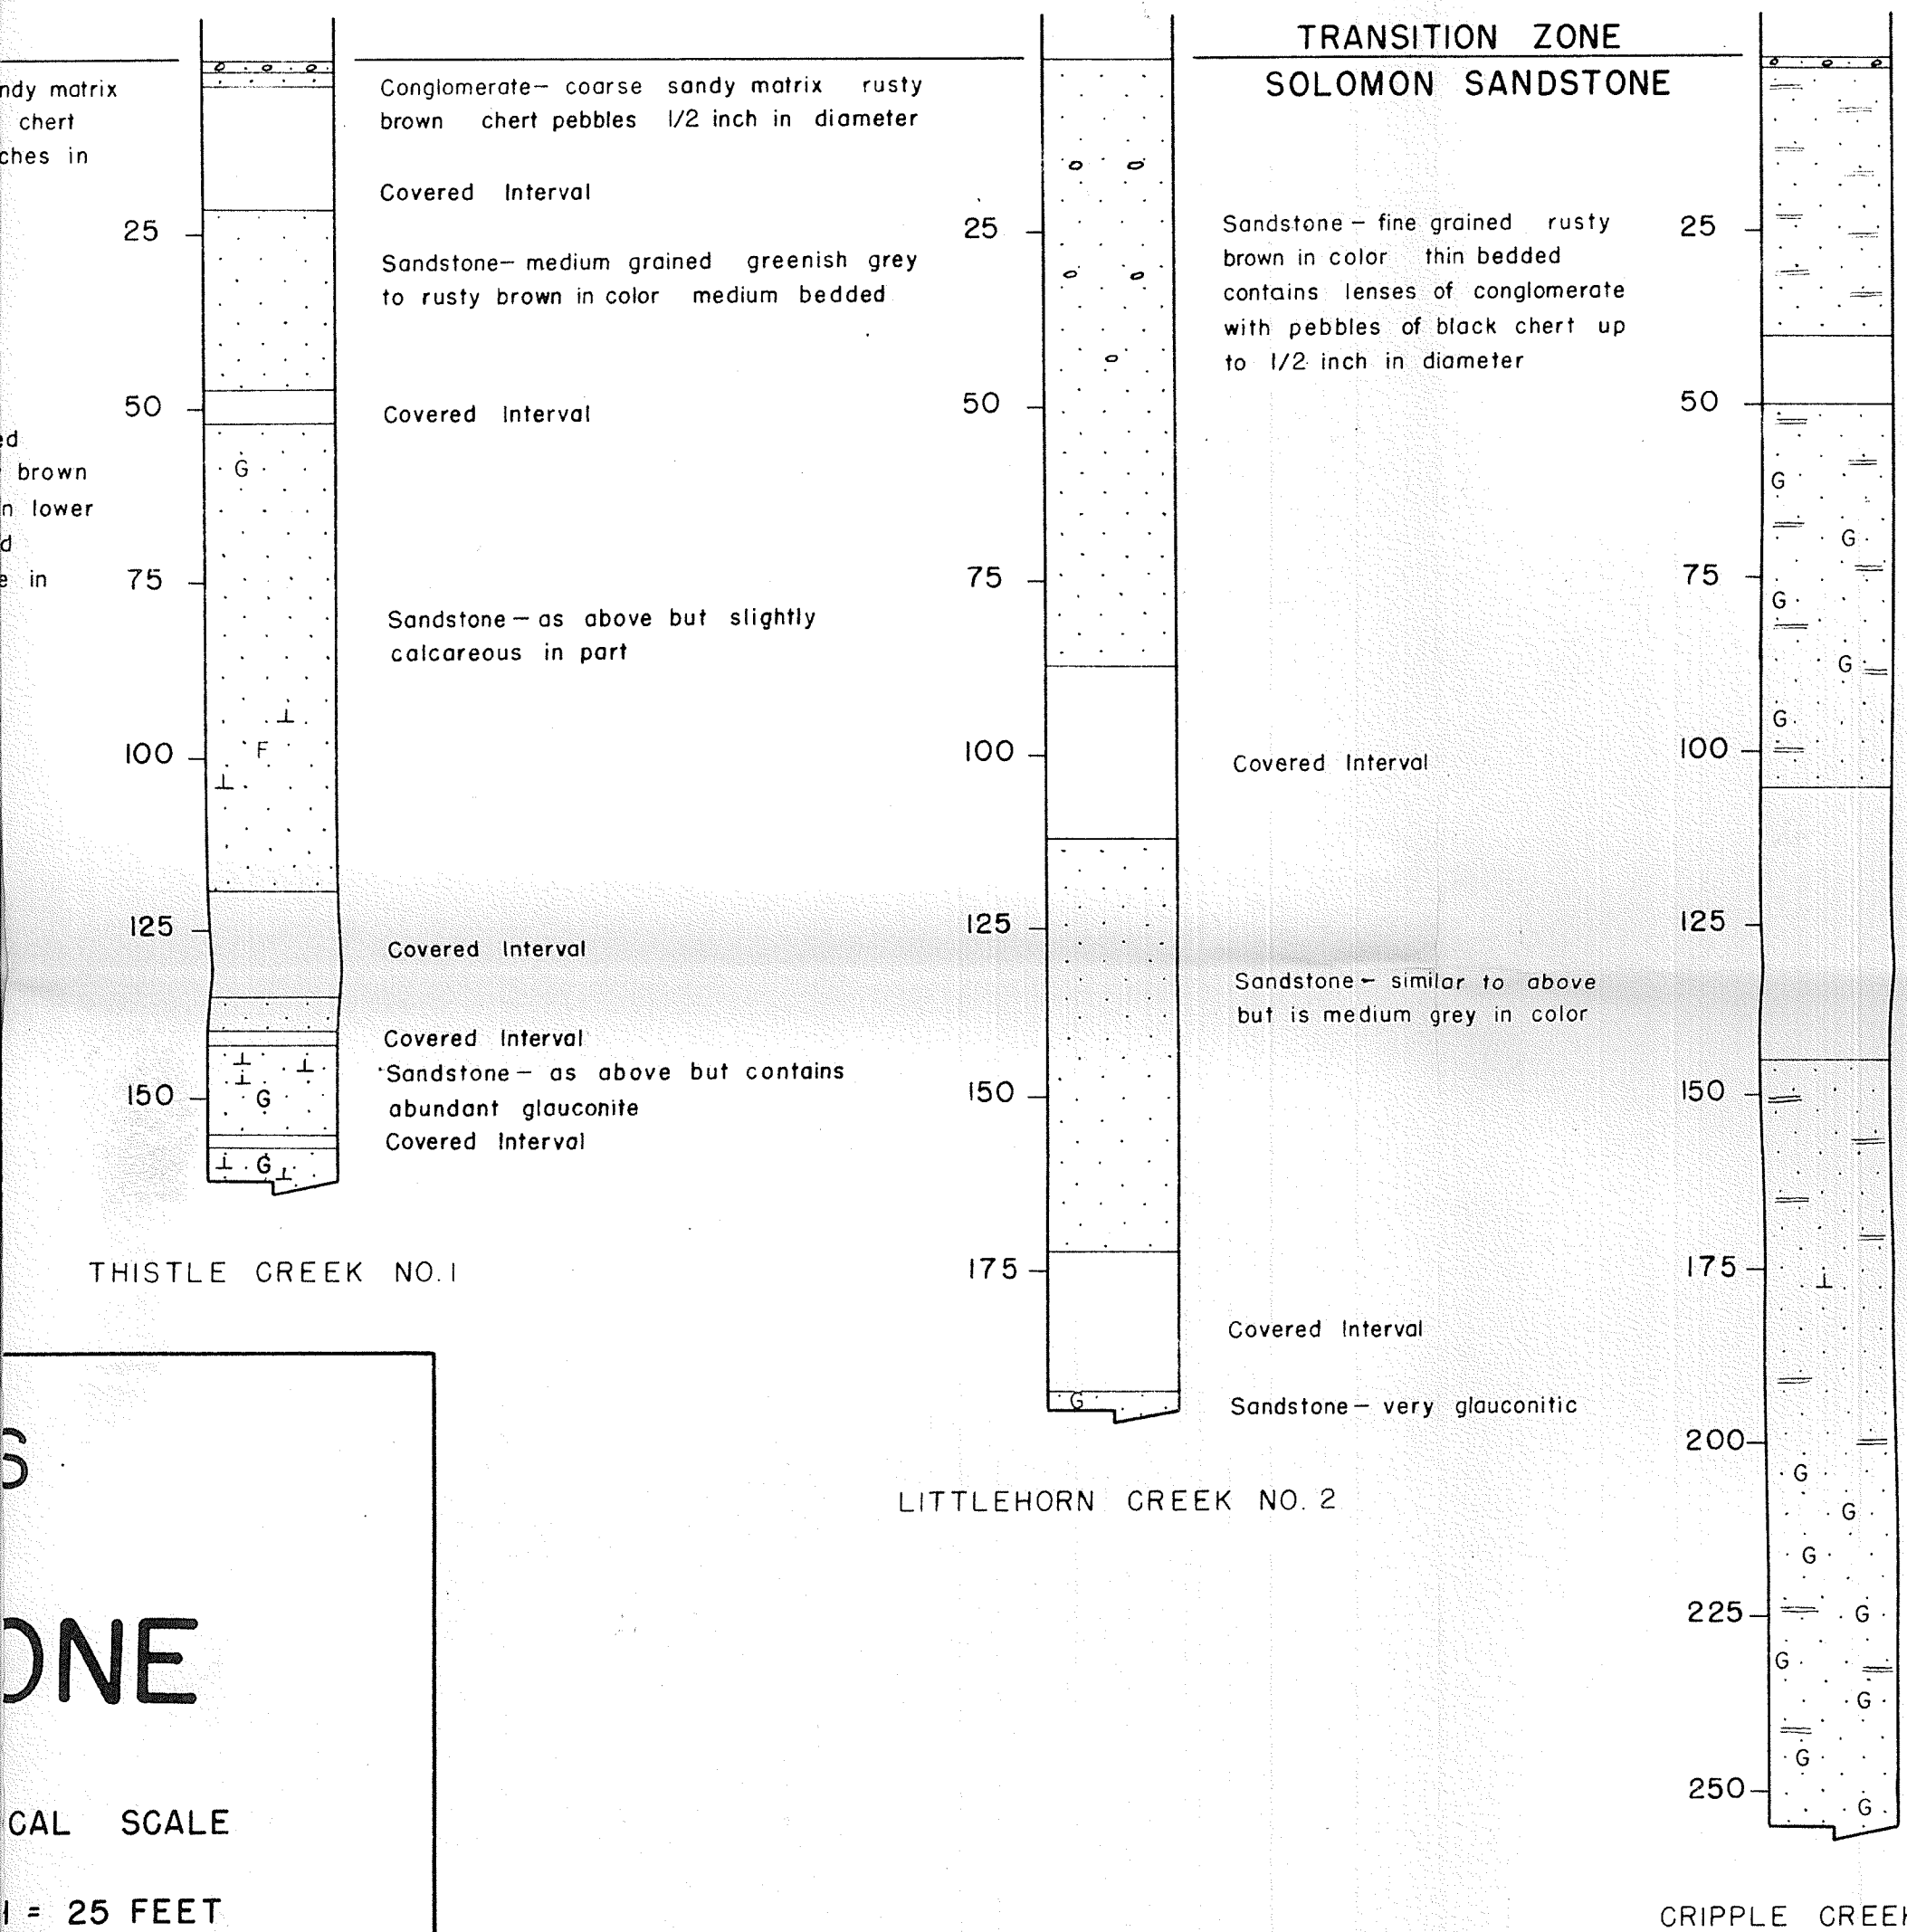 TRANSITION ZONE
SOLOMON SANDSTONE
ndy matrix
chert
ches in
brown
n lower
d
e in
25
50
75
100
125
150
G
F
G
G
Conglomerate— coarse sandy matrix rusty
brown chert pebbles 1/2 inch in diameter
Covered Interval
Sandstone— medium grained greenish grey
to rusty brown in color medium bedded
Covered Interval
Sandstone — as above but slightly
calcareous in part
Covered Interval
Covered Interval
Sandstone — as above but contains
abundant glauconite
Covered Interval
THISTLE CREEK NO. 1
25
50
75
100
125
150
175
G
Sandstone — fine grained rusty
brown in color thin bedded
contains lenses of conglomerate
with pebbles of black chert up
to 1/2 inch in diameter
Covered Interval
Sandstone — similar to above
but is medium grey in color
Covered Interval
Sandstone — very glauconitic
LITTLEHORN CREEK NO. 2
25
50
75
100
125
150
175
200
225
250
G
G
G
G
G
G
G
G
G
G
G
G
G
CRIPPLE CREEK
S
ONE
CAL SCALE
= 25 FEET